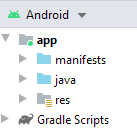 Android
app
manifests
java
res
Gradle Scripts